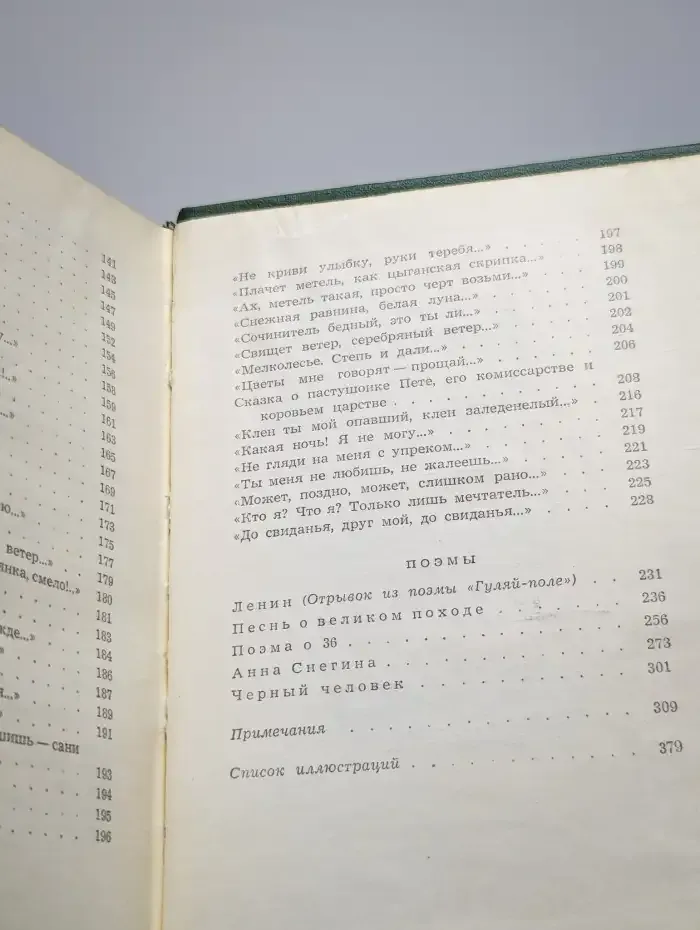 141
143
145
147
149
152
154
156
158
159
161
163
165
167
169
171
173
175
ветер...» 177
смело!..» 179
180
181
183
184
186
187
189
191
— сани
193
194
195
196
«Не криви улыбку, руки теребя...» 197
«Плачет метель, как цыганская скрипка...» 198
«Ах, метель такая, просто черт возьми...» 199
«Снежная равнина, белая луна...» 200
«Сочинитель бедный, это ты ли...» 201
«Свищет ветер, серебряный ветер...» 202
«Мелколесье. Степь и дали...» 204
«Цветы мне говорят — прощай...» 206
Сказка о пастушонке Пете, его комиссарстве и
коровьем царстве 208
«Клен ты мой опавший, клен заледенелый...» 216
«Какая ночь! Я не могу...» 217
«Не гляди на меня с упреком...» 219
«Ты меня не любишь, не жалеешь...» 221
«Может, поздно, может, слишком рано...» 223
«Кто я? Что я? Только лишь мечтатель...» 225
«До свиданья, друг мой, до свиданья...» 228
ПОЭМЫ
Ленин (Отрывок из поэмы «Гуляй-поле») 231
Песнь о великом походе 236
Поэма о 36 256
Анна Снегина 273
Черный человек 301
Примечания 309
Список иллюстраций 379